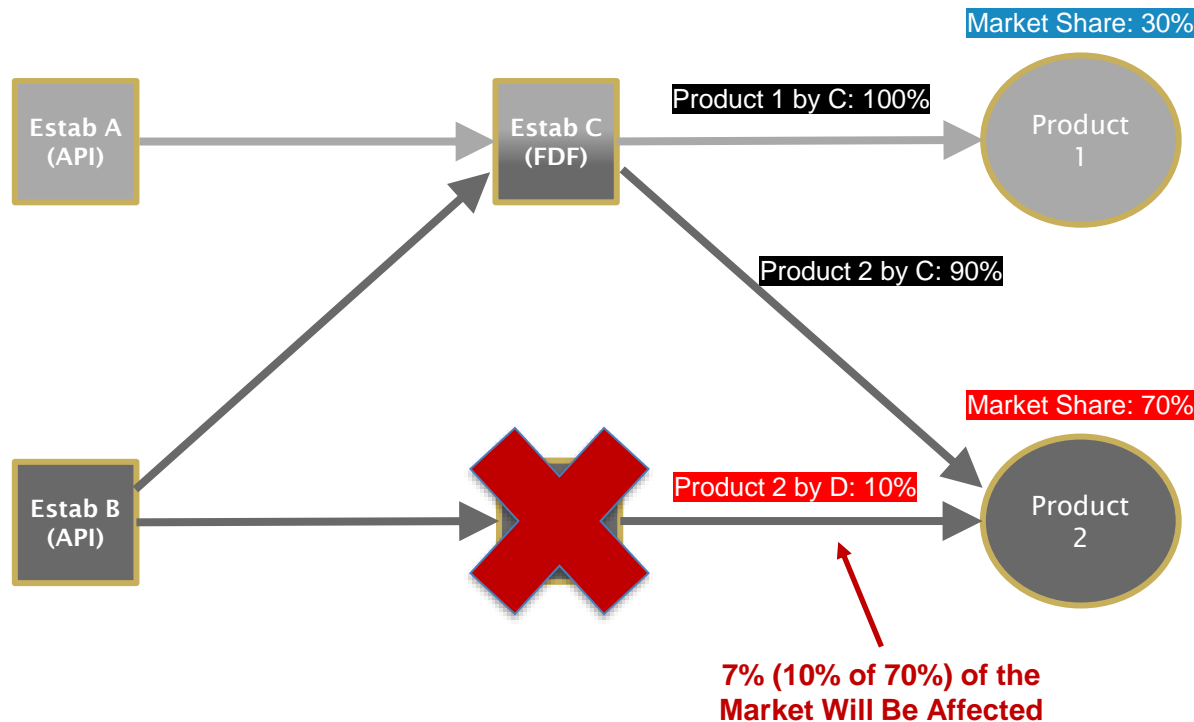 Market Share: 30%
Product 1 by C: 100%
Estab A
(API)
Estab C
(FDF)
Product
1
Product 2 by C: 90%
Market Share: 70%
Product 2 by D: 10%
Estab B
(API)
Product
2
7% (10% of 70%) of the
Market Will Be Affected